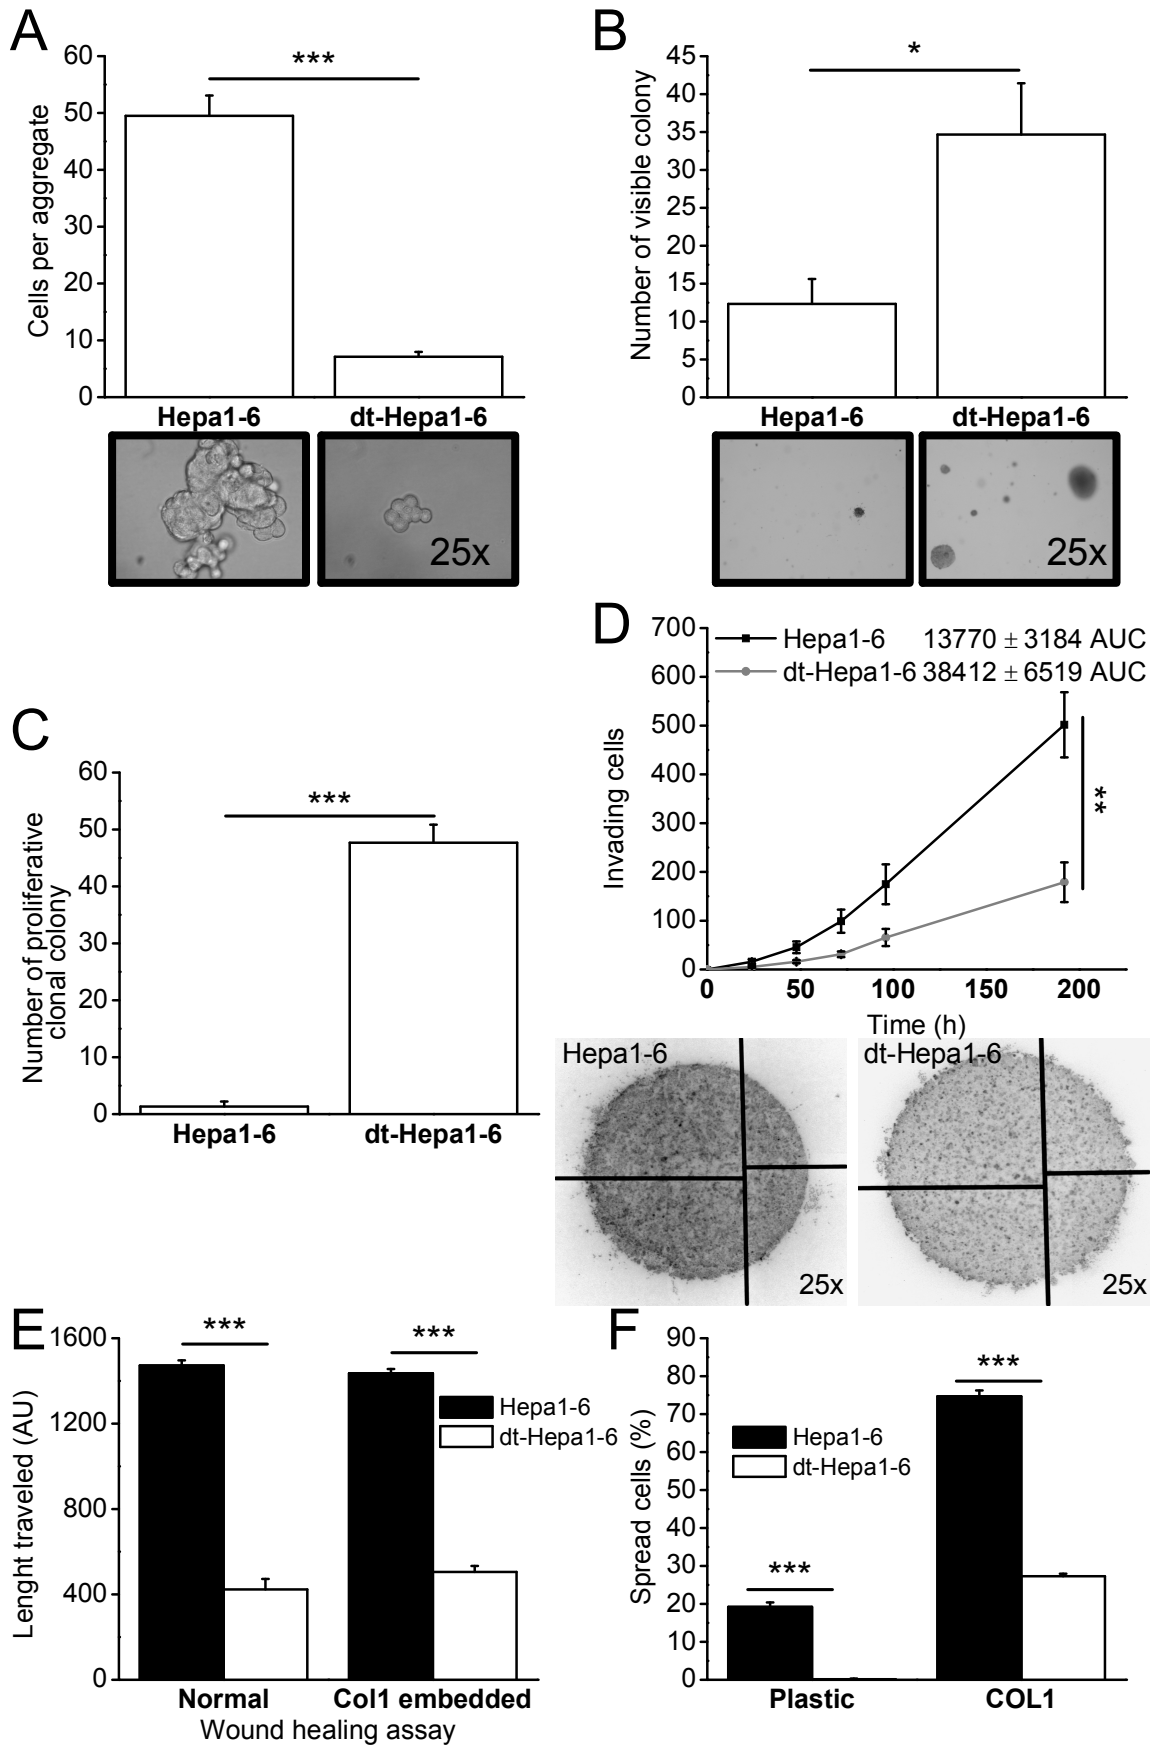 A
60
50
40
30
20
10
0
Cells per aggregate
***
Hepa1-6 dt-Hepa1-6
25x
B
45
40
35
30
25
20
15
10
5
0
Number of visible colony
*
Hepa1-6 dt-Hepa1-6
25x
C
60
50
40
30
20
10
0
Number of proliferative
clonal colony
***
Hepa1-6 dt-Hepa1-6
D
700
600
500
400
300
200
100
0
Invading cells
Hepa1-6 13770 ± 3184 AUC
dt-Hepa1-6 38412 ± 6519 AUC
**
0 50 100 150 200
Time (h)
Hepa1-6
25x
dt-Hepa1-6
25x
E
1600
1200
800
400
0
Lenght traveled (AU)
*** ***
Hepa1-6
dt-Hepa1-6
Normal Col1 embedded
Wound healing assay
F
90
80
70
60
50
40
30
20
10
0
Spread cells (%)
***
***
Hepa1-6
dt-Hepa1-6
Plastic COL1